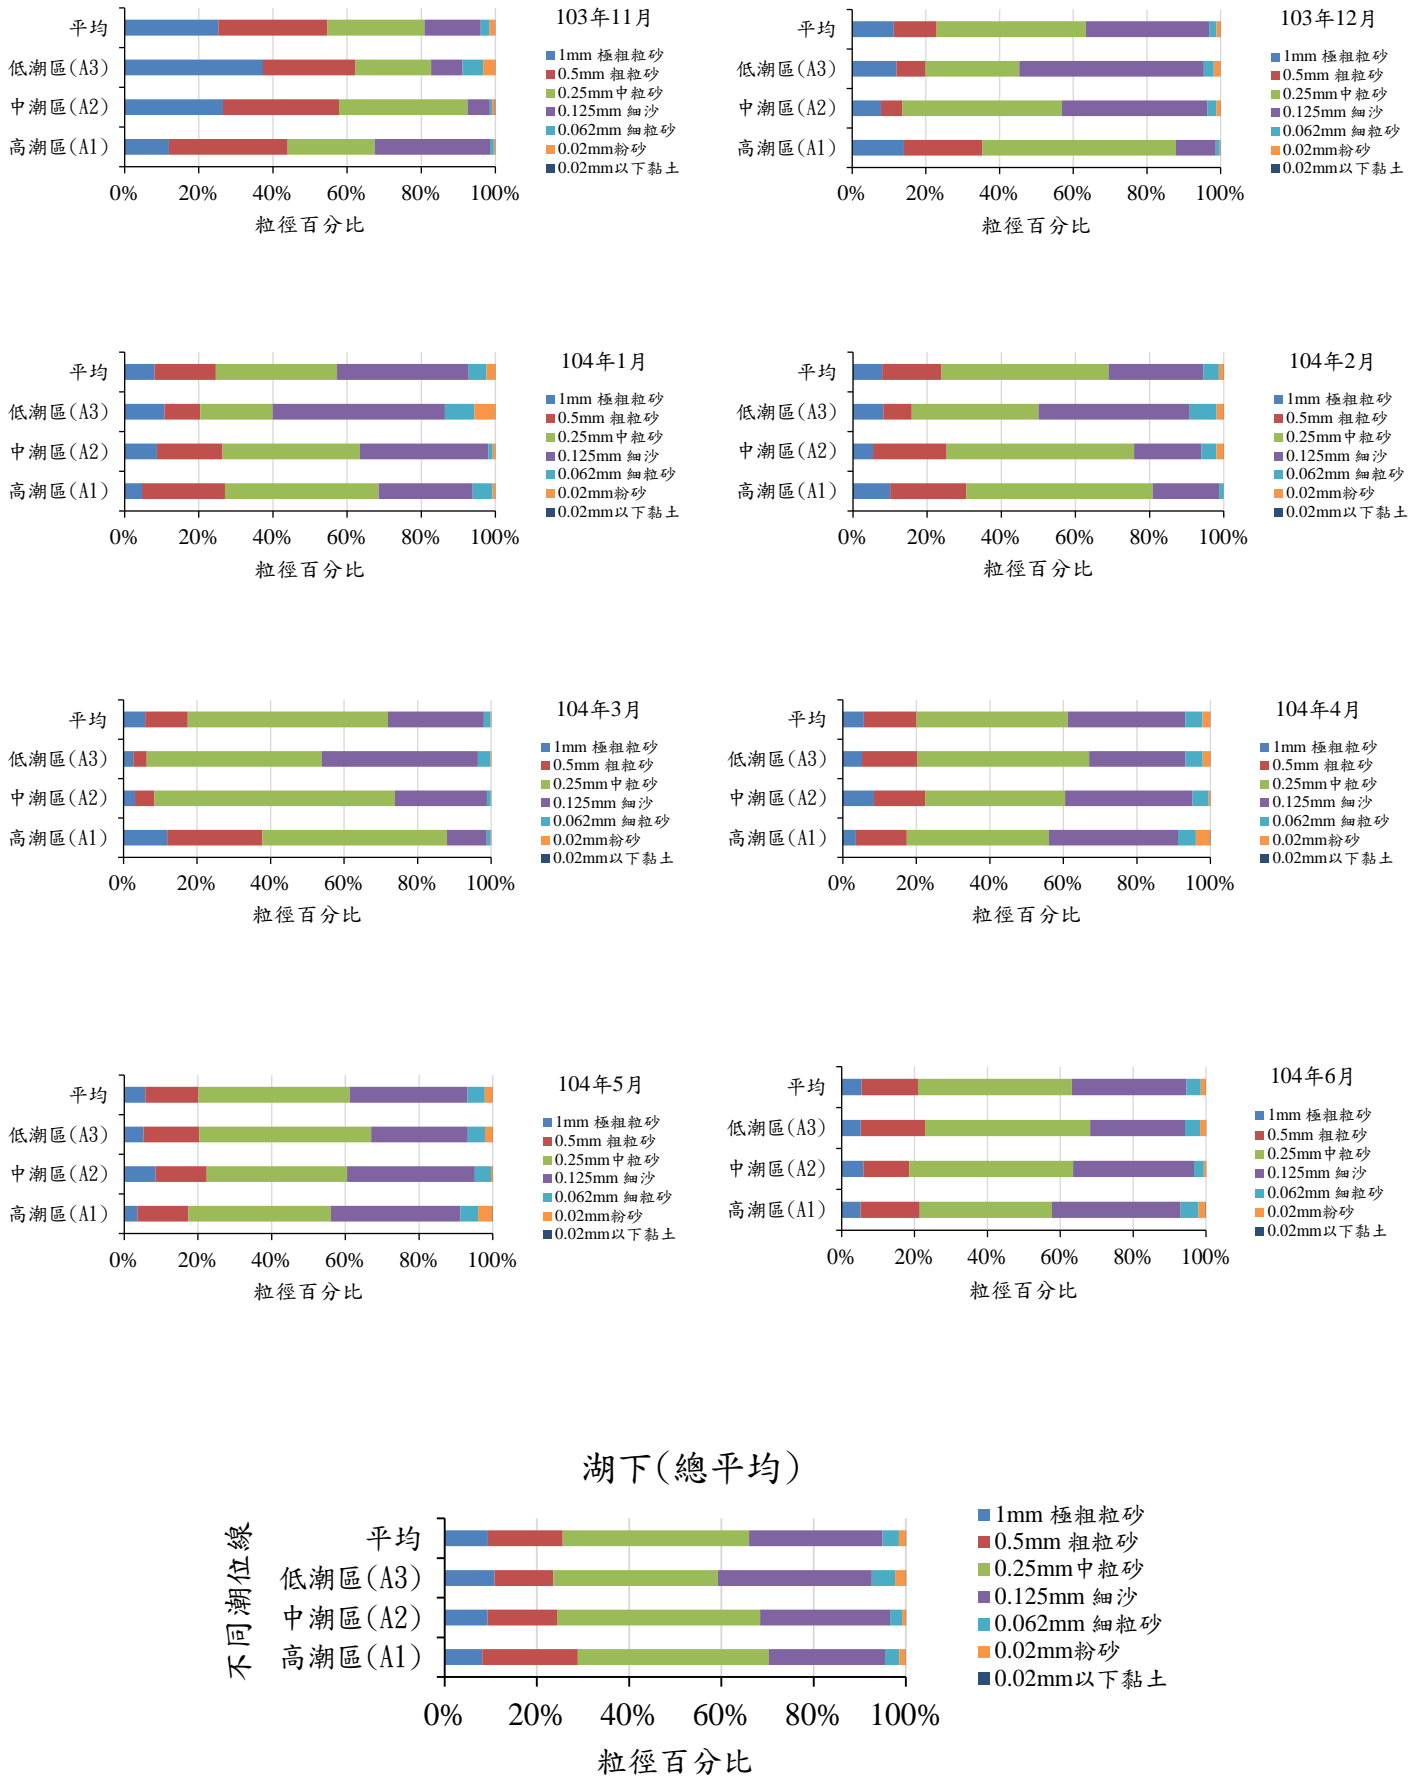 103年11月
平均
低潮區(A3)
中潮區(A2)
高潮區(A1)
0% 20% 40% 60% 80% 100%
粒徑百分比
1mm 極粗粒砂
0.5mm 粗粒砂
0.25mm中粒砂
0.125mm 細沙
0.062mm 細粒砂
0.02mm粉砂
0.02mm以下黏土
103年12月
平均
低潮區(A3)
中潮區(A2)
高潮區(A1)
0% 20% 40% 60% 80% 100%
粒徑百分比
1mm 極粗粒砂
0.5mm 粗粒砂
0.25mm中粒砂
0.125mm 細沙
0.062mm 細粒砂
0.02mm粉砂
0.02mm以下黏土
104年1月
平均
低潮區(A3)
中潮區(A2)
高潮區(A1)
0% 20% 40% 60% 80% 100%
粒徑百分比
1mm 極粗粒砂
0.5mm 粗粒砂
0.25mm中粒砂
0.125mm 細沙
0.062mm 細粒砂
0.02mm粉砂
0.02mm以下黏土
104年2月
平均
低潮區(A3)
中潮區(A2)
高潮區(A1)
0% 20% 40% 60% 80% 100%
粒徑百分比
1mm 極粗粒砂
0.5mm 粗粒砂
0.25mm中粒砂
0.125mm 細沙
0.062mm 細粒砂
0.02mm粉砂
0.02mm以下黏土
104年3月
平均
低潮區(A3)
中潮區(A2)
高潮區(A1)
0% 20% 40% 60% 80% 100%
粒徑百分比
1mm 極粗粒砂
0.5mm 粗粒砂
0.25mm中粒砂
0.125mm 細沙
0.062mm 細粒砂
0.02mm粉砂
0.02mm以下黏土
104年4月
平均
低潮區(A3)
中潮區(A2)
高潮區(A1)
0% 20% 40% 60% 80% 100%
粒徑百分比
1mm 極粗粒砂
0.5mm 粗粒砂
0.25mm中粒砂
0.125mm 細沙
0.062mm 細粒砂
0.02mm粉砂
0.02mm以下黏土
104年5月
平均
低潮區(A3)
中潮區(A2)
高潮區(A1)
0% 20% 40% 60% 80% 100%
粒徑百分比
1mm 極粗粒砂
0.5mm 粗粒砂
0.25mm中粒砂
0.125mm 細沙
0.062mm 細粒砂
0.02mm粉砂
0.02mm以下黏土
104年6月
平均
低潮區(A3)
中潮區(A2)
高潮區(A1)
0% 20% 40% 60% 80% 100%
粒徑百分比
1mm 極粗粒砂
0.5mm 粗粒砂
0.25mm中粒砂
0.125mm 細沙
0.062mm 細粒砂
0.02mm粉砂
0.02mm以下黏土
湖下(總平均)
不同潮位線
平均
低潮區(A3)
中潮區(A2)
高潮區(A1)
0% 20% 40% 60% 80% 100%
粒徑百分比
1mm 極粗粒砂
0.5mm 粗粒砂
0.25mm中粒砂
0.125mm 細沙
0.062mm 細粒砂
0.02mm粉砂
0.02mm以下黏土